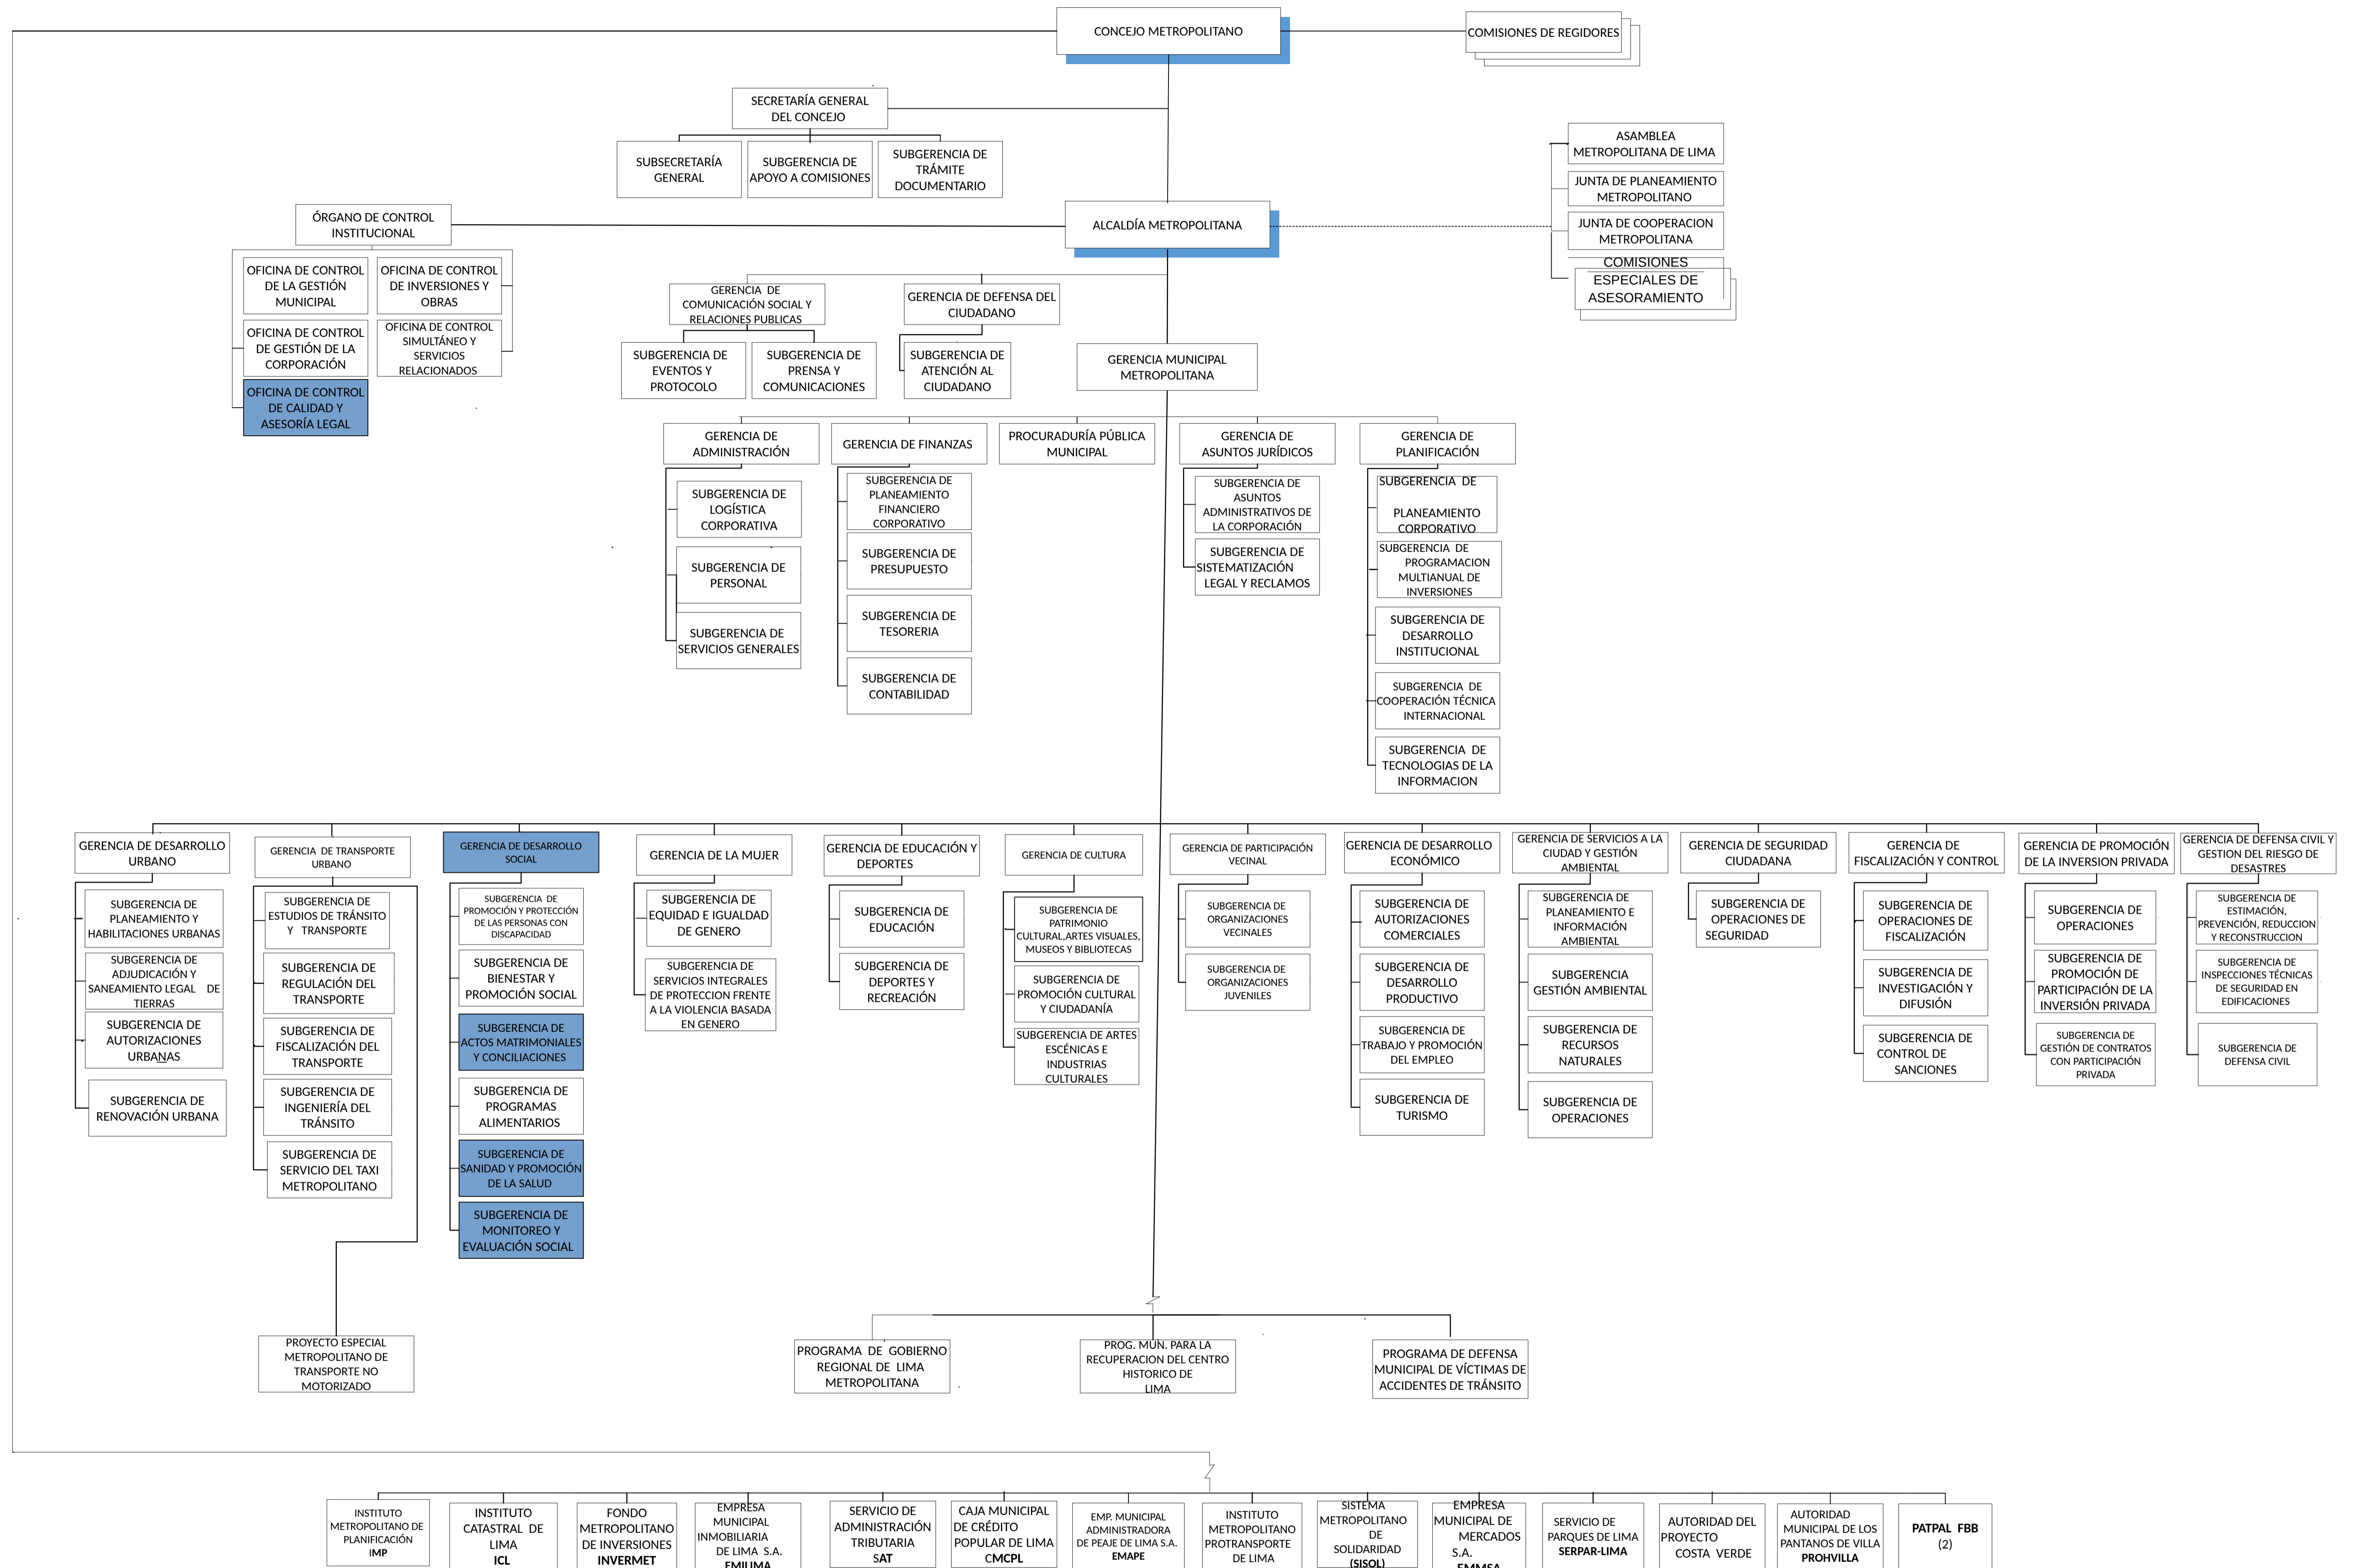 CONCEJO METROPOLITANO
COMISIONES DE REGIDORES
SECRETARÍA GENERAL
DEL CONCEJO
SUBSECRETARÍA
GENERAL
SUBGERENCIA DE
APOYO A COMISIONES
SUBGERENCIA DE
TRÁMITE
DOCUMENTARIO
ASAMBLEA
METROPOLITANA DE LIMA
JUNTA DE PLANEAMIENTO
METROPOLITANO
JUNTA DE COOPERACION
METROPOLITANA
COMISIONES
ESPECIALES DE
ASESORAMIENTO
ÓRGANO DE CONTROL
INSTITUCIONAL
ALCALDÍA METROPOLITANA
OFICINA DE CONTROL
DE LA GESTIÓN
MUNICIPAL
OFICINA DE CONTROL
DE INVERSIONES Y
OBRAS
OFICINA DE CONTROL
DE GESTIÓN DE LA
CORPORACIÓN
OFICINA DE CONTROL
SIMULTÁNEO Y
SERVICIOS
RELACIONADOS
OFICINA DE CONTROL
DE CALIDAD Y
ASESORÍA LEGAL
GERENCIA DE
COMUNICACIÓN SOCIAL Y
RELACIONES PUBLICAS
GERENCIA DE DEFENSA DEL
CIUDADANO
SUBGERENCIA DE
EVENTOS Y
PROTOCOLO
SUBGERENCIA DE
PRENSA Y
COMUNICACIONES
SUBGERENCIA DE
ATENCIÓN AL
CIUDADANO
GERENCIA MUNICIPAL
METROPOLITANA
GERENCIA DE
ADMINISTRACIÓN
GERENCIA DE FINANZAS
PROCURADURÍA PÚBLICA
MUNICIPAL
GERENCIA DE
ASUNTOS JURÍDICOS
GERENCIA DE
PLANIFICACIÓN
SUBGERENCIA DE
LOGÍSTICA
CORPORATIVA
SUBGERENCIA DE
PERSONAL
SUBGERENCIA DE
SERVICIOS GENERALES
SUBGERENCIA DE
PLANEAMIENTO
FINANCIERO
CORPORATIVO
SUBGERENCIA DE
PRESUPUESTO
SUBGERENCIA DE
TESORERIA
SUBGERENCIA DE
CONTABILIDAD
SUBGERENCIA DE
ASUNTOS
ADMINISTRATIVOS DE
LA CORPORACIÓN
SUBGERENCIA DE
SISTEMATIZACIÓN
LEGAL Y RECLAMOS
SUBGERENCIA DE
PLANEAMIENTO
CORPORATIVO
SUBGERENCIA DE
PROGRAMACION
MULTIANUAL DE
INVERSIONES
SUBGERENCIA DE
DESARROLLO
INSTITUCIONAL
SUBGERENCIA DE
COOPERACIÓN TÉCNICA
INTERNACIONAL
SUBGERENCIA DE
TECNOLOGIAS DE LA
INFORMACION
GERENCIA DE DESARROLLO
URBANO
SUBGERENCIA DE
PLANEAMIENTO Y
HABILITACIONES URBANAS
SUBGERENCIA DE
ADJUDICACIÓN Y
SANEAMIENTO LEGAL DE
TIERRAS
SUBGERENCIA DE
AUTORIZACIONES
URBANAS
SUBGERENCIA DE
RENOVACIÓN URBANA
GERENCIA DE TRANSPORTE
URBANO
SUBGERENCIA DE
ESTUDIOS DE TRÁNSITO
Y TRANSPORTE
SUBGERENCIA DE
REGULACIÓN DEL
TRANSPORTE
SUBGERENCIA DE
FISCALIZACIÓN DEL
TRANSPORTE
SUBGERENCIA DE
INGENIERÍA DEL
TRÁNSITO
SUBGERENCIA DE
SERVICIO DEL TAXI
METROPOLITANO
GERENCIA DE DESARROLLO
SOCIAL
SUBGERENCIA DE
PROMOCIÓN Y PROTECCIÓN
DE LAS PERSONAS CON
DISCAPACIDAD
SUBGERENCIA DE
BIENESTAR Y
PROMOCIÓN SOCIAL
SUBGERENCIA DE
ACTOS MATRIMONIALES
Y CONCILIACIONES
SUBGERENCIA DE
PROGRAMAS
ALIMENTARIOS
SUBGERENCIA DE
SANIDAD Y PROMOCIÓN
DE LA SALUD
SUBGERENCIA DE
MONITOREO Y
EVALUACIÓN SOCIAL
GERENCIA DE LA MUJER
SUBGERENCIA DE
EQUIDAD E IGUALDAD
DE GENERO
SUBGERENCIA DE
SERVICIOS INTEGRALES
DE PROTECCION FRENTE
A LA VIOLENCIA BASADA
EN GENERO
GERENCIA DE EDUCACIÓN Y
DEPORTES
SUBGERENCIA DE
EDUCACIÓN
SUBGERENCIA DE
DEPORTES Y
RECREACIÓN
GERENCIA DE CULTURA
SUBGERENCIA DE
PATRIMONIO
CULTURAL,ARTES VISUALES,
MUSEOS Y BIBLIOTECAS
SUBGERENCIA DE
PROMOCIÓN CULTURAL
Y CIUDADANÍA
SUBGERENCIA DE ARTES
ESCÉNICAS E
INDUSTRIAS
CULTURALES
GERENCIA DE PARTICIPACIÓN
VECINAL
SUBGERENCIA DE
ORGANIZACIONES
VECINALES
SUBGERENCIA DE
ORGANIZACIONES
JUVENILES
GERENCIA DE DESARROLLO
ECONÓMICO
SUBGERENCIA DE
AUTORIZACIONES
COMERCIALES
SUBGERENCIA DE
DESARROLLO
PRODUCTIVO
SUBGERENCIA DE
TRABAJO Y PROMOCIÓN
DEL EMPLEO
SUBGERENCIA DE
TURISMO
GERENCIA DE SERVICIOS A LA
CIUDAD Y GESTIÓN
AMBIENTAL
SUBGERENCIA DE
PLANEAMIENTO E
INFORMACIÓN
AMBIENTAL
SUBGERENCIA
GESTIÓN AMBIENTAL
SUBGERENCIA DE
RECURSOS
NATURALES
SUBGERENCIA DE
OPERACIONES
GERENCIA DE SEGURIDAD
CIUDADANA
SUBGERENCIA DE
OPERACIONES DE
SEGURIDAD
GERENCIA DE
FISCALIZACIÓN Y CONTROL
SUBGERENCIA DE
OPERACIONES DE
FISCALIZACIÓN
SUBGERENCIA DE
INVESTIGACIÓN Y
DIFUSIÓN
SUBGERENCIA DE
CONTROL DE
SANCIONES
GERENCIA DE PROMOCIÓN
DE LA INVERSION PRIVADA
SUBGERENCIA DE
OPERACIONES
SUBGERENCIA DE
PROMOCIÓN DE
PARTICIPACIÓN DE LA
INVERSIÓN PRIVADA
SUBGERENCIA DE
GESTIÓN DE CONTRATOS
CON PARTICIPACIÓN
PRIVADA
GERENCIA DE DEFENSA CIVIL Y
GESTION DEL RIESGO DE
DESASTRES
SUBGERENCIA DE
ESTIMACIÓN,
PREVENCIÓN, REDUCCION
Y RECONSTRUCCION
SUBGERENCIA DE
INSPECCIONES TÉCNICAS
DE SEGURIDAD EN
EDIFICACIONES
SUBGERENCIA DE
DEFENSA CIVIL
PROYECTO ESPECIAL
METROPOLITANO DE
TRANSPORTE NO
MOTORIZADO
PROGRAMA DE GOBIERNO
REGIONAL DE LIMA
METROPOLITANA
PROG. MUN. PARA LA
RECUPERACION DEL CENTRO
HISTORICO DE
LIMA
PROGRAMA DE DEFENSA
MUNICIPAL DE VÍCTIMAS DE
ACCIDENTES DE TRÁNSITO
INSTITUTO
METROPOLITANO DE
PLANIFICACIÓN
IMP
INSTITUTO
CATASTRAL DE
LIMA
ICL
FONDO
METROPOLITANO
DE INVERSIONES
INVERMET
EMPRESA
MUNICIPAL
INMOBILIARIA
DE LIMA S.A.
EMILIMA
SERVICIO DE
ADMINISTRACIÓN
TRIBUTARIA
SAT
CAJA MUNICIPAL
DE CRÉDITO
POPULAR DE LIMA
CMCPL
EMP. MUNICIPAL
ADMINISTRADORA
DE PEAJE DE LIMA S.A.
EMAPE
INSTITUTO
METROPOLITANO
PROTRANSPORTE
DE LIMA
SISTEMA
METROPOLITANO
DE
SOLIDARIDAD
(SISOL)
EMPRESA
MUNICIPAL DE
MERCADOS
S.A.
EMMSA
SERVICIO DE
PARQUES DE LIMA
SERPAR-LIMA
AUTORIDAD DEL
PROYECTO
COSTA VERDE
AUTORIDAD
MUNICIPAL DE LOS
PANTANOS DE VILLA
PROHVILLA
PATPAL FBB
(2)